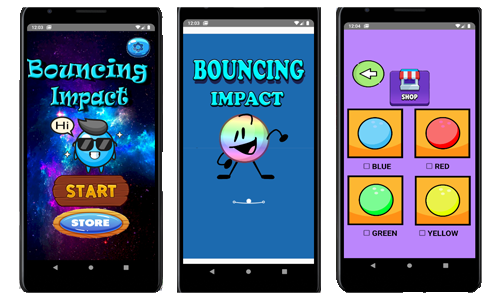 12:03
Bouncing
Impact
Hi
START
STORE
12:03
BOUNCING
IMPACT
12:04
SHOP
BLUE
RED
GREEN
YELLOW